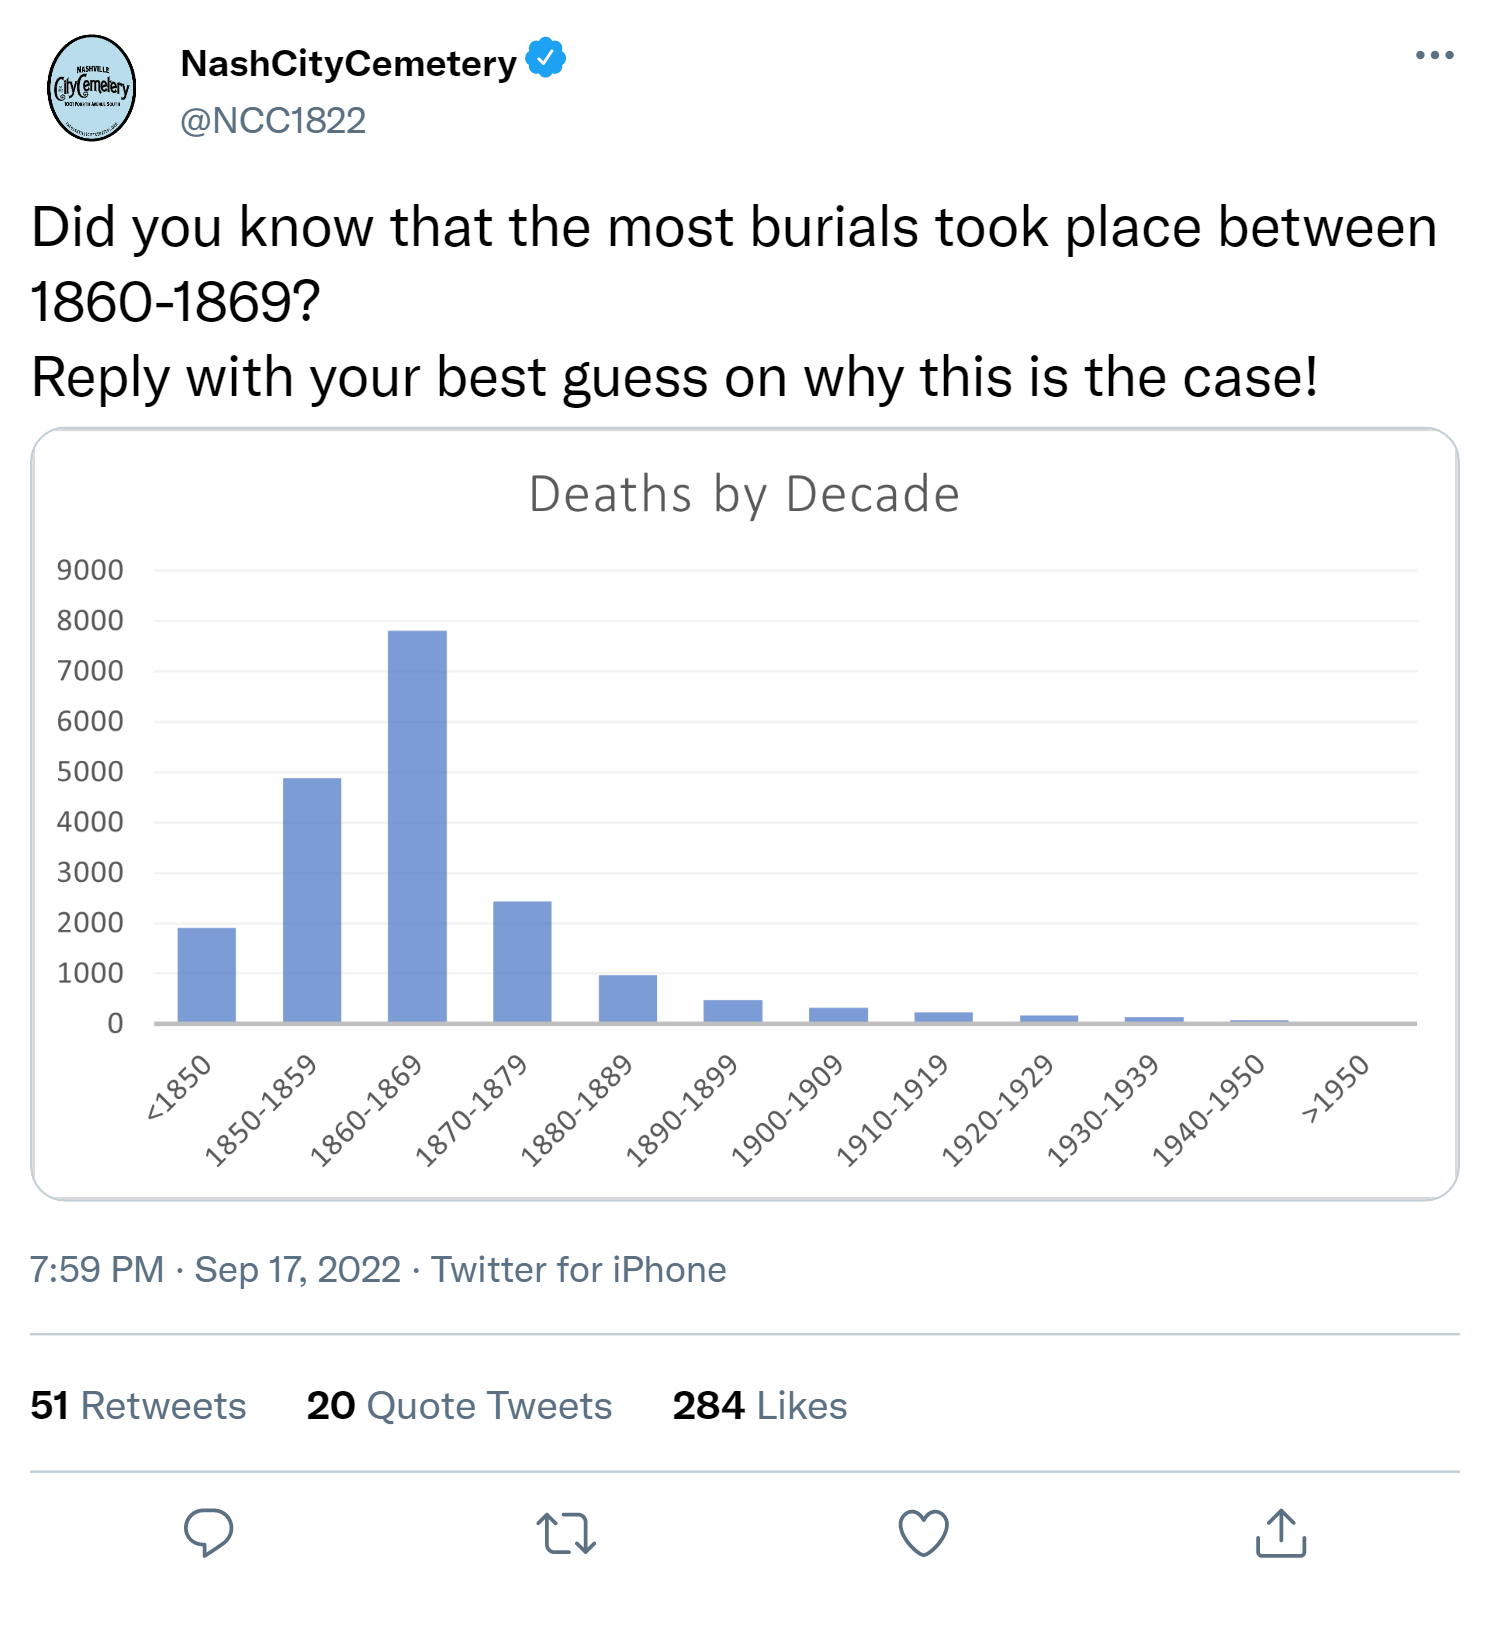 NASHVILLE
City Cemetery
1001 FOURTH AVENUE SOUTH
NashCityCemetery
@NCC1822
Did you know that the most burials took place between
1860-1869?
Reply with your best guess on why this is the case!
Deaths by Decade
9000
8000
7000
6000
5000
4000
3000
2000
1000
0
<1850
1850-1859
1860-1869
1870-1879
1880-1889
1890-1899
1900-1909
1910-1919
1920-1929
1930-1939
1940-1950
>1950
7:59 PM · Sep 17, 2022 · Twitter for iPhone
51 Retweets 20 Quote Tweets 284 Likes